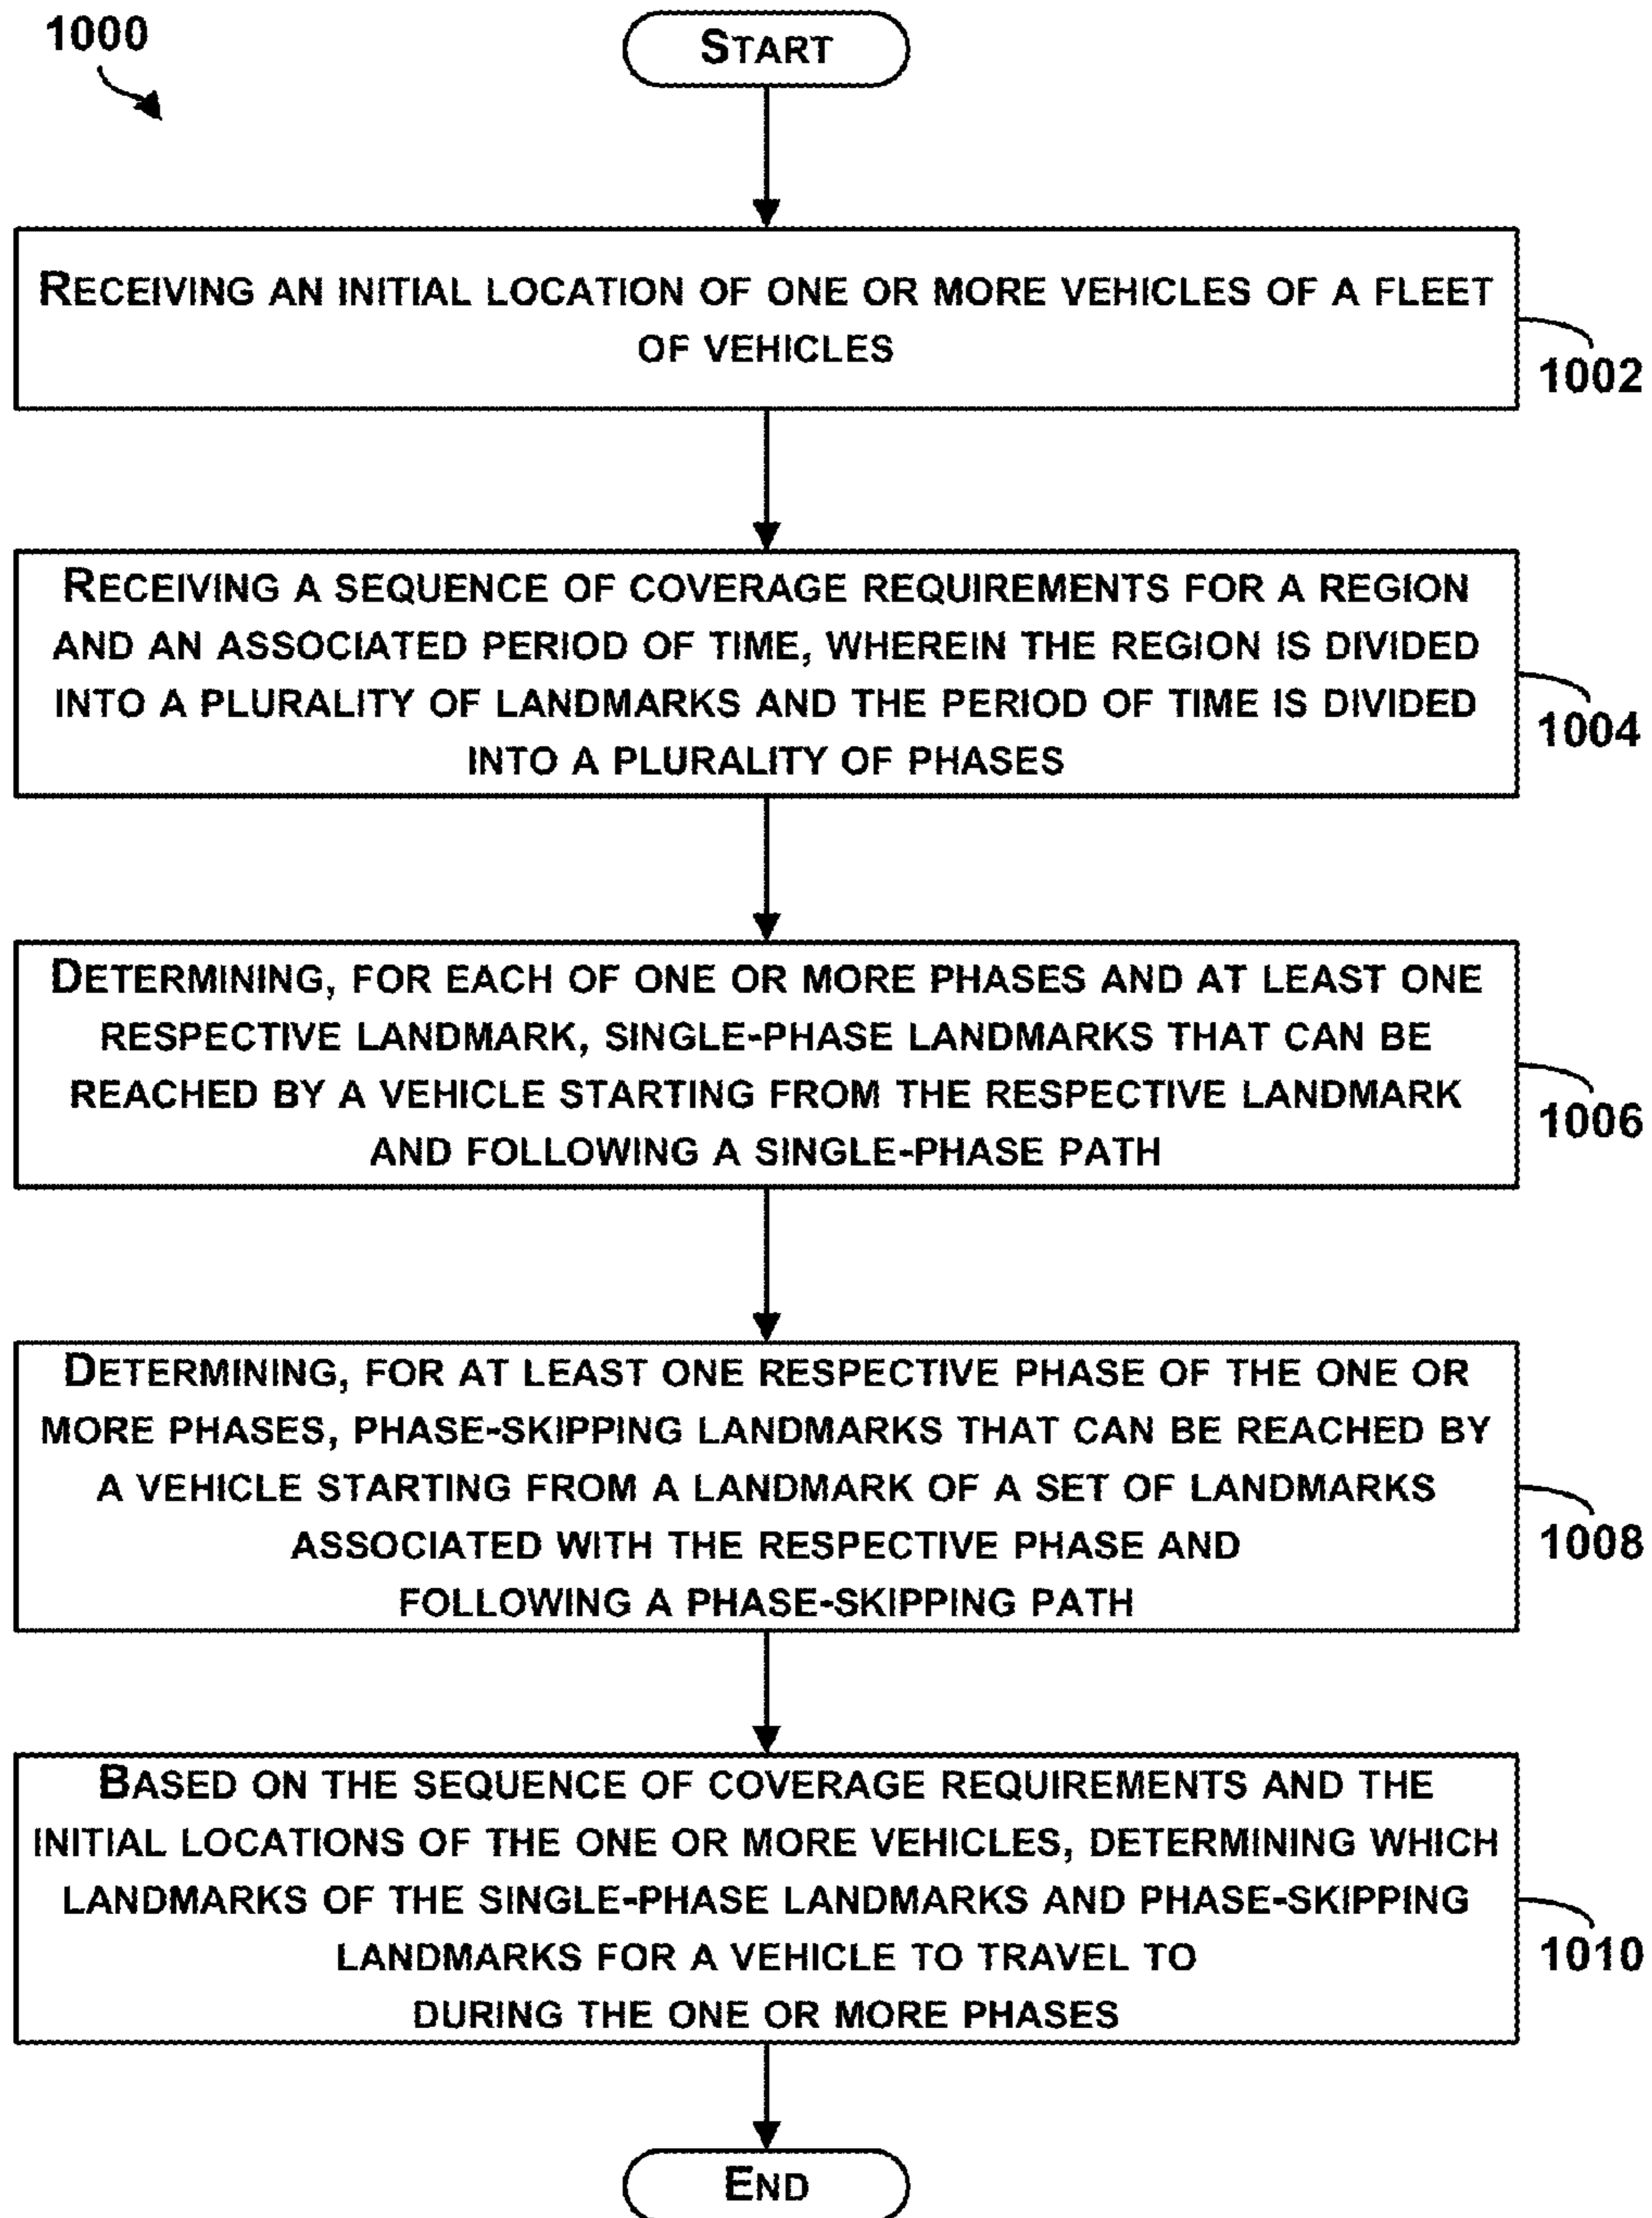 1000
START
RECEIVING AN INITIAL LOCATION OF ONE OR MORE VEHICLES OF A FLEET
OF VEHICLES
1002
RECEIVING A SEQUENCE OF COVERAGE REQUIREMENTS FOR A REGION
AND AN ASSOCIATED PERIOD OF TIME, WHEREIN THE REGION IS DIVIDED
INTO A PLURALITY OF LANDMARKS AND THE PERIOD OF TIME IS DIVIDED
INTO A PLURALITY OF PHASES
1004
DETERMINING, FOR EACH OF ONE OR MORE PHASES AND AT LEAST ONE
RESPECTIVE LANDMARK, SINGLE-PHASE LANDMARKS THAT CAN BE
REACHED BY A VEHICLE STARTING FROM THE RESPECTIVE LANDMARK
AND FOLLOWING A SINGLE-PHASE PATH
1006
DETERMINING, FOR AT LEAST ONE RESPECTIVE PHASE OF THE ONE OR
MORE PHASES, PHASE-SKIPPING LANDMARKS THAT CAN BE REACHED BY
A VEHICLE STARTING FROM A LANDMARK OF A SET OF LANDMARKS
ASSOCIATED WITH THE RESPECTIVE PHASE AND
FOLLOWING A PHASE-SKIPPING PATH
1008
BASED ON THE SEQUENCE OF COVERAGE REQUIREMENTS AND THE
INITIAL LOCATIONS OF THE ONE OR MORE VEHICLES, DETERMINING WHICH
LANDMARKS OF THE SINGLE-PHASE LANDMARKS AND PHASE-SKIPPING
LANDMARKS FOR A VEHICLE TO TRAVEL TO
DURING THE ONE OR MORE PHASES
1010
END